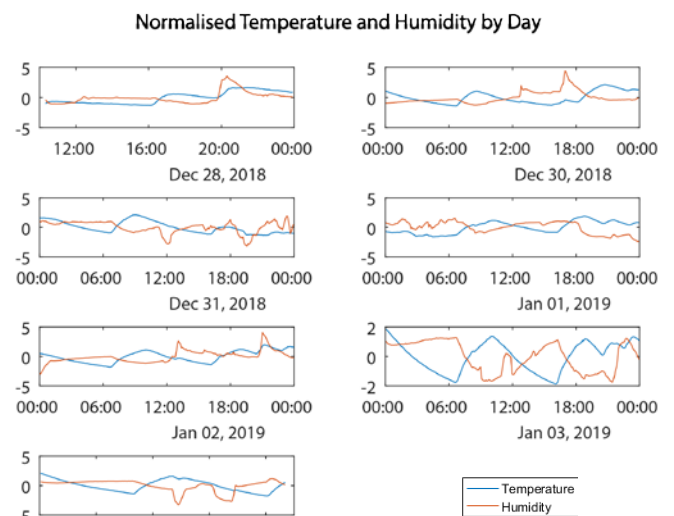 Normalised Temperature and Humidity by Day
5
0
-5
12:00 16:00 20:00 00:00
Dec 28, 2018
5
0
-5
00:00 06:00 12:00 18:00 00:00
Dec 30, 2018
5
0
-5
00:00 06:00 12:00 18:00 00:00
Dec 31, 2018
5
0
-5
00:00 06:00 12:00 18:00 00:00
Jan 01, 2019
5
0
-5
00:00 06:00 12:00 18:00 00:00
Jan 02, 2019
2
0
-2
00:00 06:00 12:00 18:00 00:00
Jan 03, 2019
5
0
-5
Temperature
Humidity